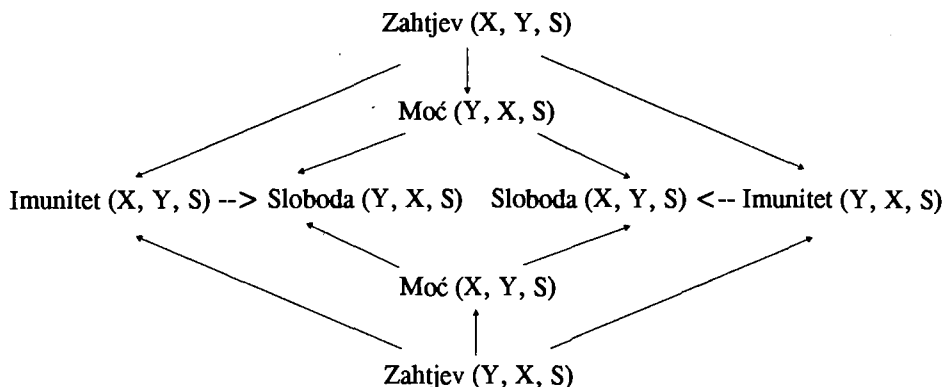 Zahtjev (X, Y, S)
Moć (Y, X, S)
Imunitet (X, Y, S) --> Sloboda (Y, X, S) Sloboda (X, Y, S) <-- Imunitet (Y, X, S)
Moć (X, Y, S)
Zahtjev (Y, X, S)